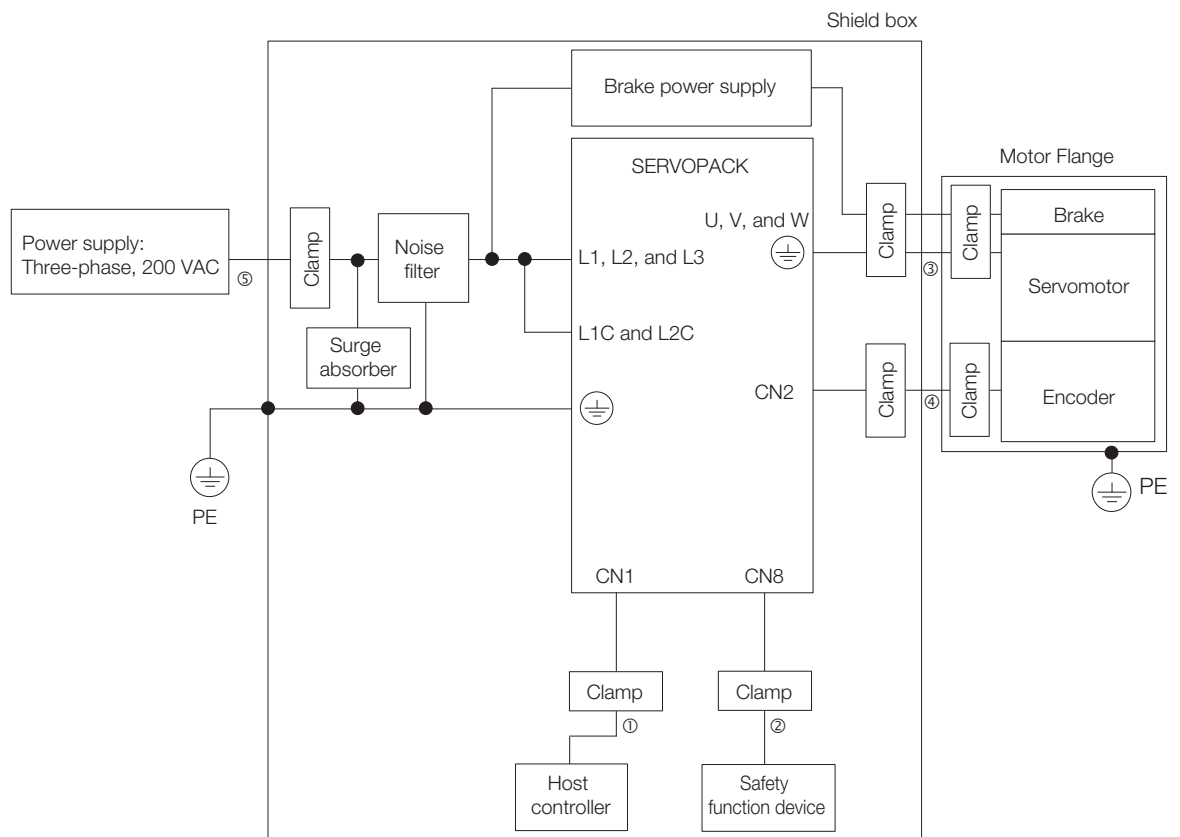 Shield box
Brake power supply
SERVOPACK
Motor Flange
Power supply:
Three-phase, 200 VAC
⑤
Clamp
Noise
filter
L1, L2, and L3
U, V, and W
Clamp
③
Clamp
Brake
Servomotor
Surge
absorber
L1C and L2C
CN2
Clamp
④
Clamp
Encoder
PE
PE
CN1
CN8
Clamp
①
Clamp
②
Host
controller
Safety
function device